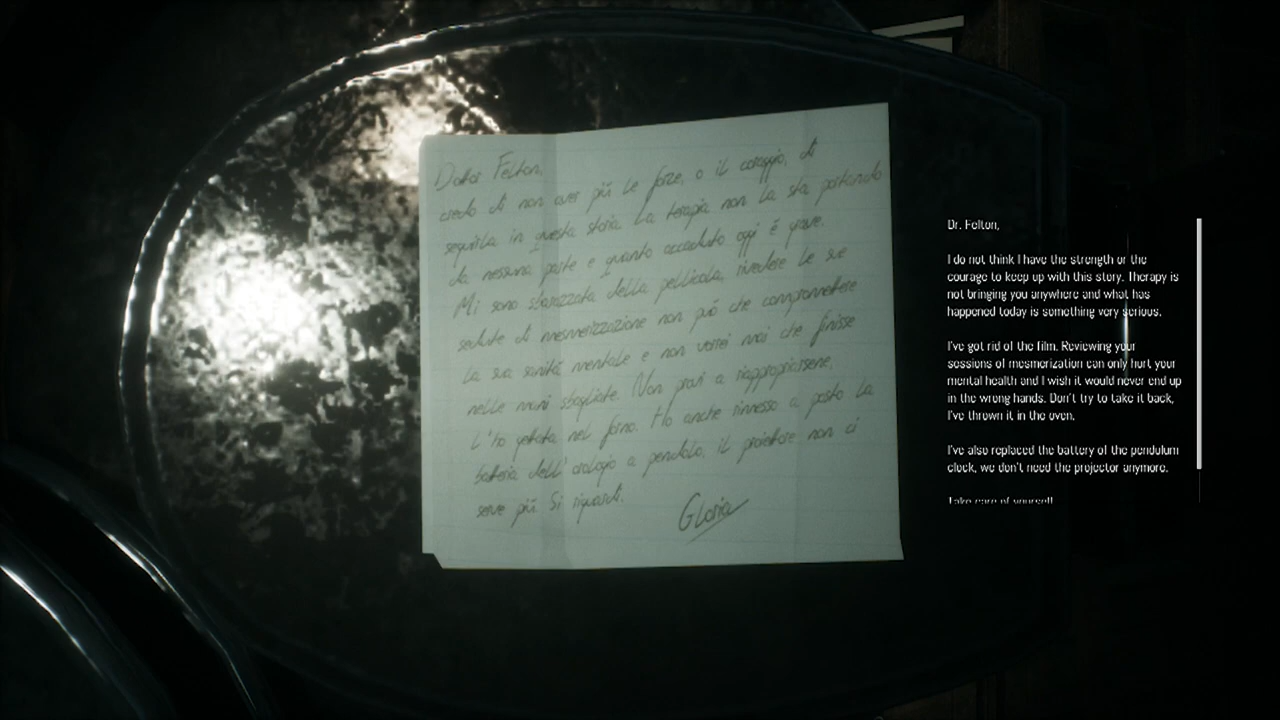 Dottor Felton,
credo di non aver più le forze, o il coraggio, di
seguirla in questa storia. La terapia non la sta portando
da nessuna parte e quanto accaduto oggi è grave.
Mi sono sbarazzata della pellicola, rivedere le sue
sedute di mesmerizzazione non può che compromettere
la sua sanità mentale e non vorrei mai che finisse
nelle mani sbagliate. Non provi a riappropriarsene,
l'ho gettata nel forno. Ho anche rimesso a posto la
batteria dell'orologio a pendolo, il proiettore non ci
serve più. Si riguardi.
Gloria
Dr. Felton,
I do not think I have the strength or the
courage to keep up with this story. Therapy is
not bringing you anywhere and what has
happened today is something very serious.
I've got rid of the film. Reviewing your
sessions of mesmerization can only hurt your
mental health and I wish it would never end up
in the wrong hands. Don't try to take it back,
I've thrown it in the oven.
I've also replaced the battery of the pendulum
clock, we don't need the projector anymore.
Take care of yourself